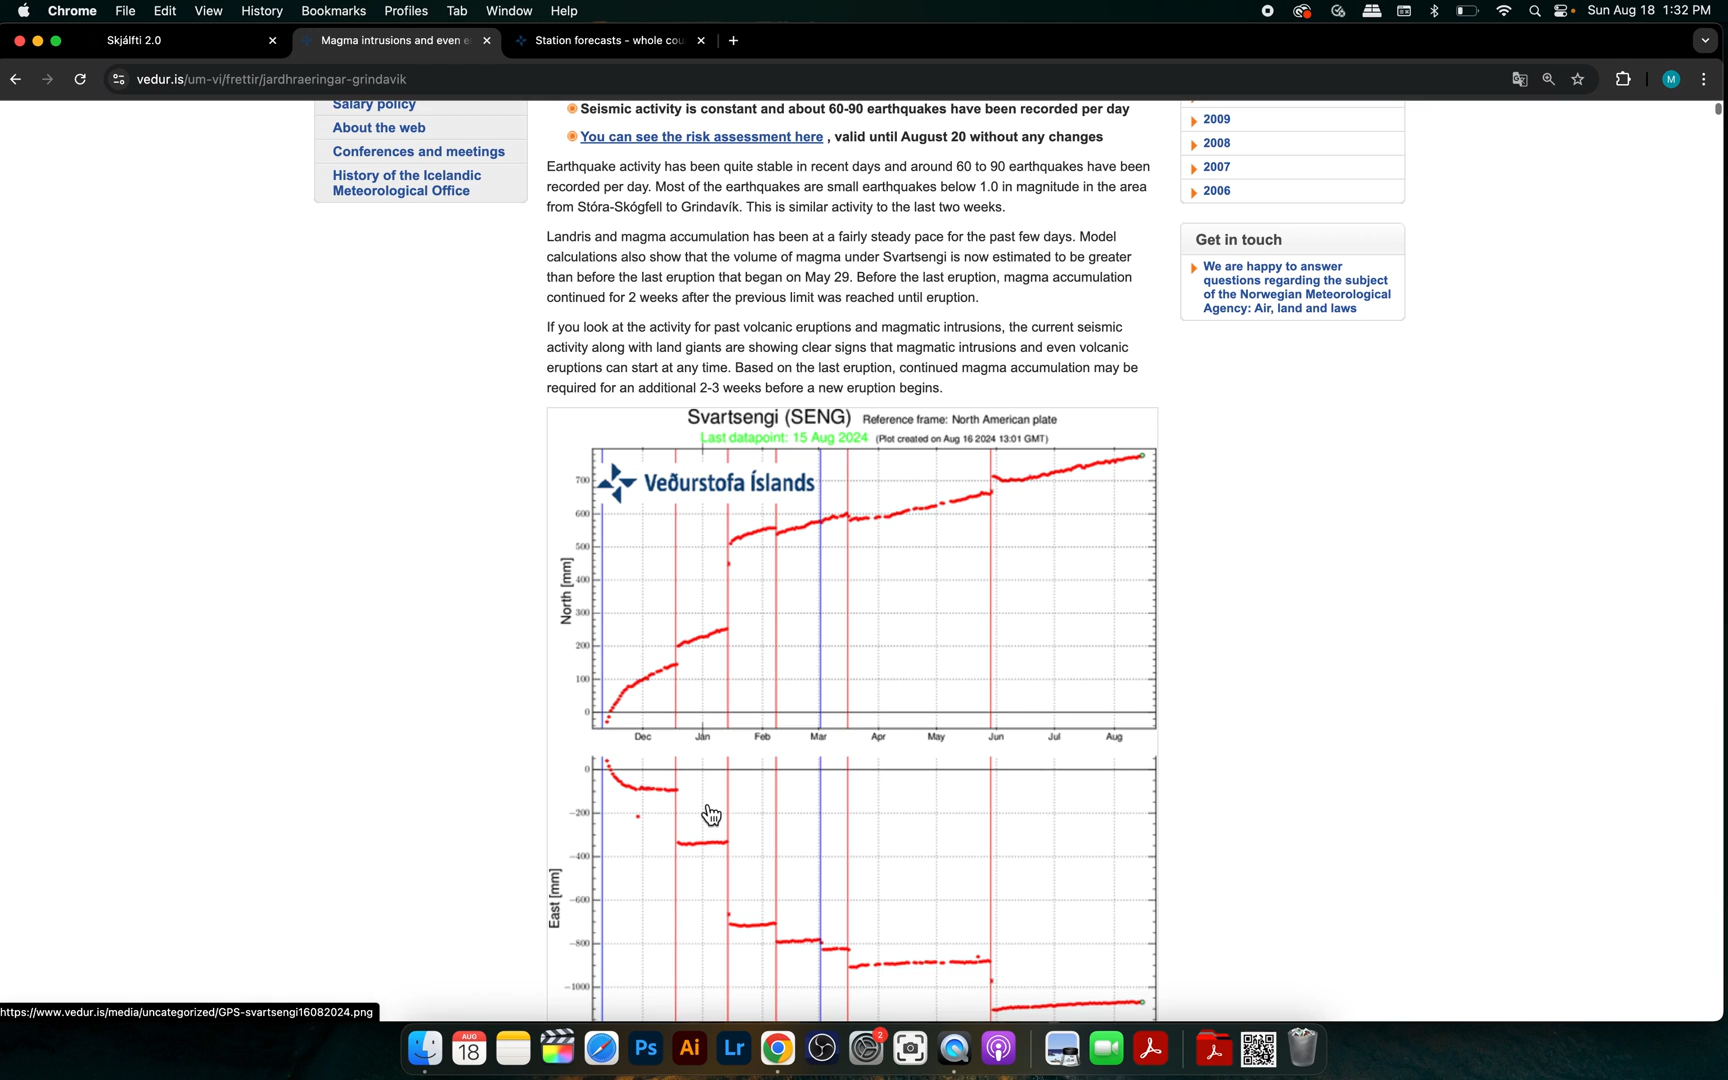 Chrome File Edit View History Bookmarks Profiles Tab Window Help
Sun Aug 18 1:32 PM
Skjálfti 2.0
Magma intrusions and even e
Station forecasts - whole cou
vedur.is/um-vi/frettir/jardhraeringar-grindavik
M
Salary policy
About the web
Conferences and meetings
History of the Icelandic
Meteorological Office
Seismic activity is constant and about 60-90 earthquakes have been recorded per day
You can see the risk assessment here , valid until August 20 without any changes
Earthquake activity has been quite stable in recent days and around 60 to 90 earthquakes have been
recorded per day. Most of the earthquakes are small earthquakes below 1.0 in magnitude in the area
from Stóra-Skógfell to Grindavík. This is similar activity to the last two weeks.
Landris and magma accumulation has been at a fairly steady pace for the past few days. Model
calculations also show that the volume of magma under Svartsengi is now estimated to be greater
than before the last eruption that began on May 29. Before the last eruption, magma accumulation
continued for 2 weeks after the previous limit was reached until eruption.
If you look at the activity for past volcanic eruptions and magmatic intrusions, the current seismic
activity along with land giants are showing clear signs that magmatic intrusions and even volcanic
eruptions can start at any time. Based on the last eruption, continued magma accumulation may be
required for an additional 2-3 weeks before a new eruption begins.
2009
2008
2007
2006
Get in touch
We are happy to answer
questions regarding the subject
of the Norwegian Meteorological
Agency: Air, land and laws
Svartsengi (SENG) Reference frame: North American plate
Last datapoint: 15 Aug 2024 (Plot created on Aug 16 2024 13:01 GMT)
Veðurstofa Íslands
North [mm]
700
600
500
400
300
200
100
0
Dec Jan Feb Mar Apr May Jun Jul Aug
East [mm]
0
-200
-400
-600
-800
-1000
https://www.vedur.is/media/uncategorized/GPS-svartsengi16082024.png
AUG
18
Ps
Ai
Lr
2